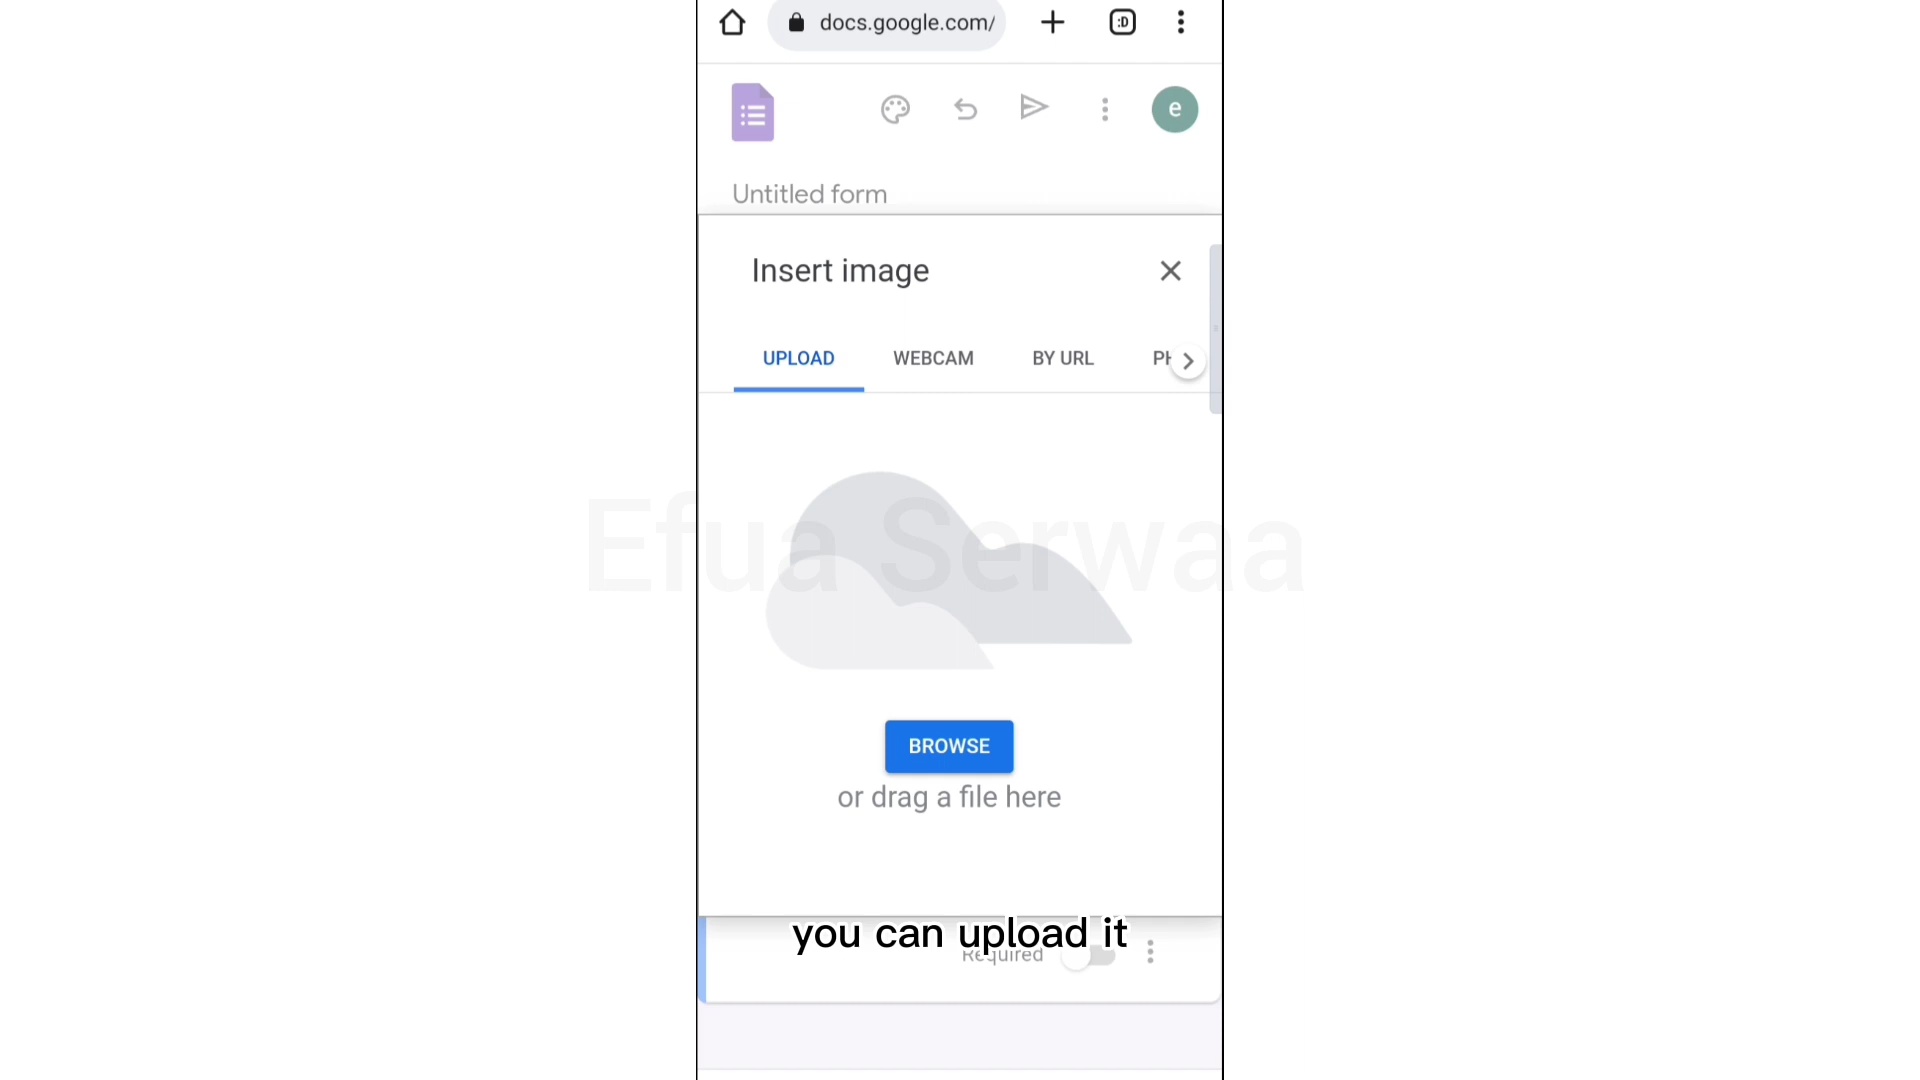 docs.google.com/
:D
e
Untitled form
Insert image
UPLOAD WEBCAM BY URL PH
Efua Serwaa
BROWSE
or drag a file here
you can upload it
Required